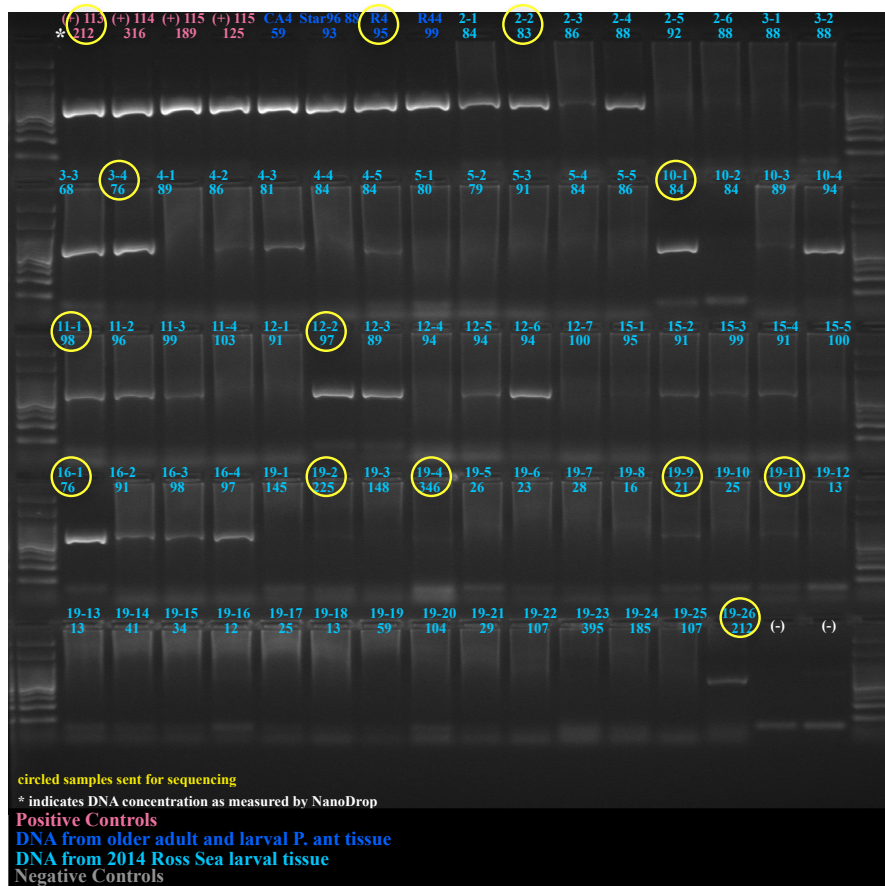 (+) 113 (+) 114 (+) 115 (+) 115 CA4 Star96 88 R4 R44 2-1 2-2 2-3 2-4 2-5 2-6 3-1 3-2
* 212 316 189 125 59 93 95 99 84 83 86 88 92 88 88 88
3-3 3-4 4-1 4-2 4-3 4-4 4-5 5-1 5-2 5-3 5-4 5-5 10-1 10-2 10-3 10-4
68 76 89 86 81 84 84 80 79 91 84 86 84 84 89 94
11-1 11-2 11-3 11-4 12-1 12-2 12-3 12-4 12-5 12-6 12-7 15-1 15-2 15-3 15-4 15-5
98 96 99 103 91 97 89 94 94 94 100 95 91 99 91 100
16-1 16-2 16-3 16-4 19-1 19-2 19-3 19-4 19-5 19-6 19-7 19-8 19-9 19-10 19-11 19-12
76 91 98 97 145 225 148 346 26 23 28 16 21 25 19 13
19-13 19-14 19-15 19-16 19-17 19-18 19-19 19-20 19-21 19-22 19-23 19-24 19-25 19-26
13 41 34 12 25 13 59 104 29 107 395 185 107 212 (-) (-)
circled samples sent for sequencing
* indicates DNA concentration as measured by NanoDrop
Positive Controls
DNA from older adult and larval P. ant tissue
DNA from 2014 Ross Sea larval tissue
Negative Controls